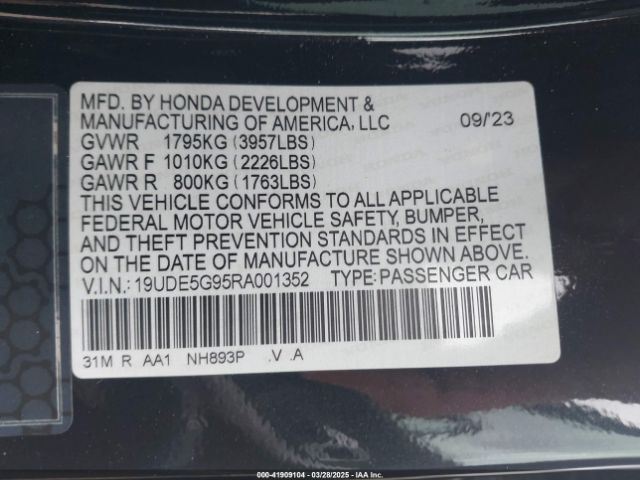 MFD. BY HONDA DEVELOPMENT &
MANUFACTURING OF AMERICA, LLC 09/'23
GVWR 1795KG (3957LBS)
GAWR F 1010KG (2226LBS)
GAWR R 800KG (1763LBS)
THIS VEHICLE CONFORMS TO ALL APPLICABLE
FEDERAL MOTOR VEHICLE SAFETY, BUMPER,
AND THEFT PREVENTION STANDARDS IN EFFECT
ON THE DATE OF MANUFACTURE SHOWN ABOVE.
V.I.N.: 19UDE5G95RA001352 TYPE: PASSENGER CAR
31M R AA1 NH893P .V .A
000-41909104 | 03/28/2025 - IAA104